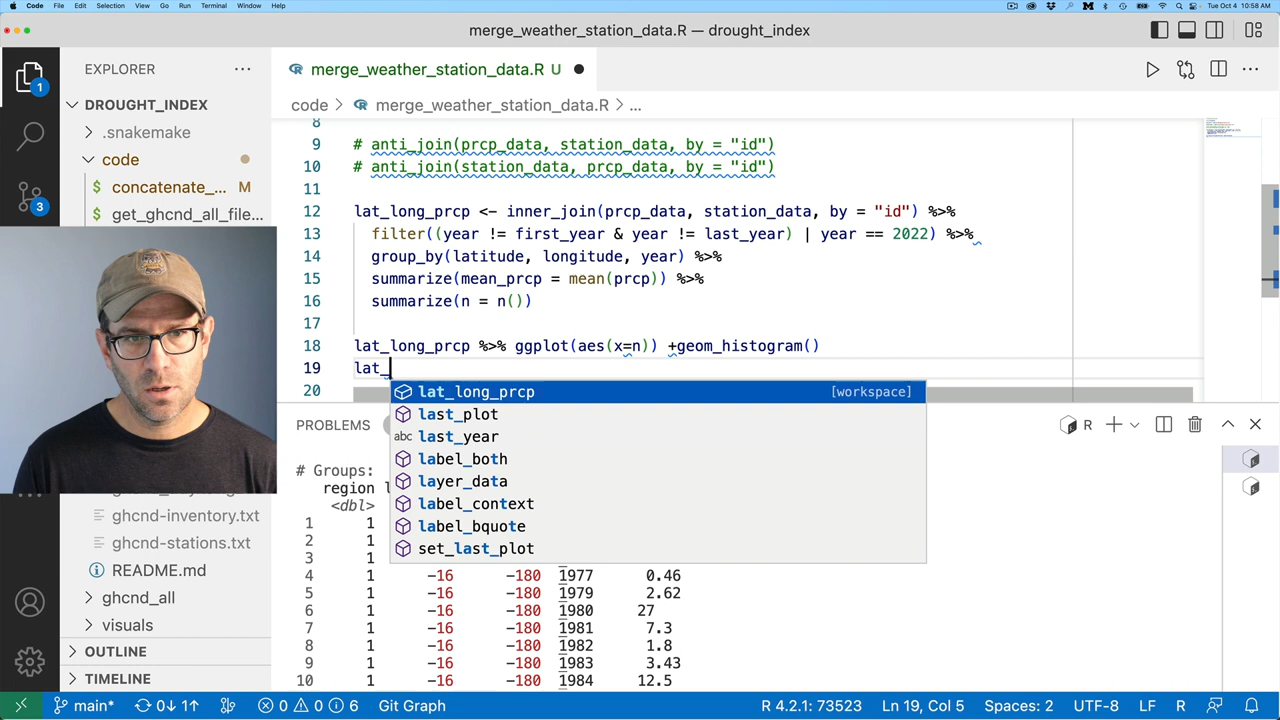 Code File Edit Selection View Go Run Terminal Window Help
Tue Oct 4 10:58 AM
merge_weather_station_data.R — drought_index
EXPLORER
merge_weather_station_data.R U
DROUGHT_INDEX
code > merge_weather_station_data.R > ...
.snakemake
code
concatenate_... M
get_ghcnd_all_file...
1
3
8
9 # anti_join(prcp_data, station_data, by = "id")
10 # anti_join(station_data, prcp_data, by = "id")
11
12 lat_long_prcp <- inner_join(prcp_data, station_data, by = "id") %>%
13 filter((year != first_year & year != last_year) | year == 2022) %>%
14 group_by(latitude, longitude, year) %>%
15 summarize(mean_prcp = mean(prcp)) %>%
16 summarize(n = n())
17
18 lat_long_prcp %>% ggplot(aes(x=n)) +geom_histogram()
19 lat_
20
lat_long_prcp [workspace]
last_plot
abc last_year
label_both
layer_data
label_context
label_bquote
set_last_plot
PROBLEMS
R
# Groups:
region l
<dbl>
1 1
2 1
3 1
4 1 -16 -180 1977 0.46
5 1 -16 -180 1979 2.62
6 1 -16 -180 1980 27
7 1 -16 -180 1981 7.3
8 1 -16 -180 1982 1.8
9 1 -16 -180 1983 3.43
10 1 -16 -180 1984 12.5
ghcnd-inventory.txt
ghcnd-stations.txt
README.md
ghcnd_all
visuals
OUTLINE
TIMELINE
main* 0↓ 1↑ 0 0 6 Git Graph
R 4.2.1: 73523 Ln 19, Col 5 Spaces: 2 UTF-8 LF R